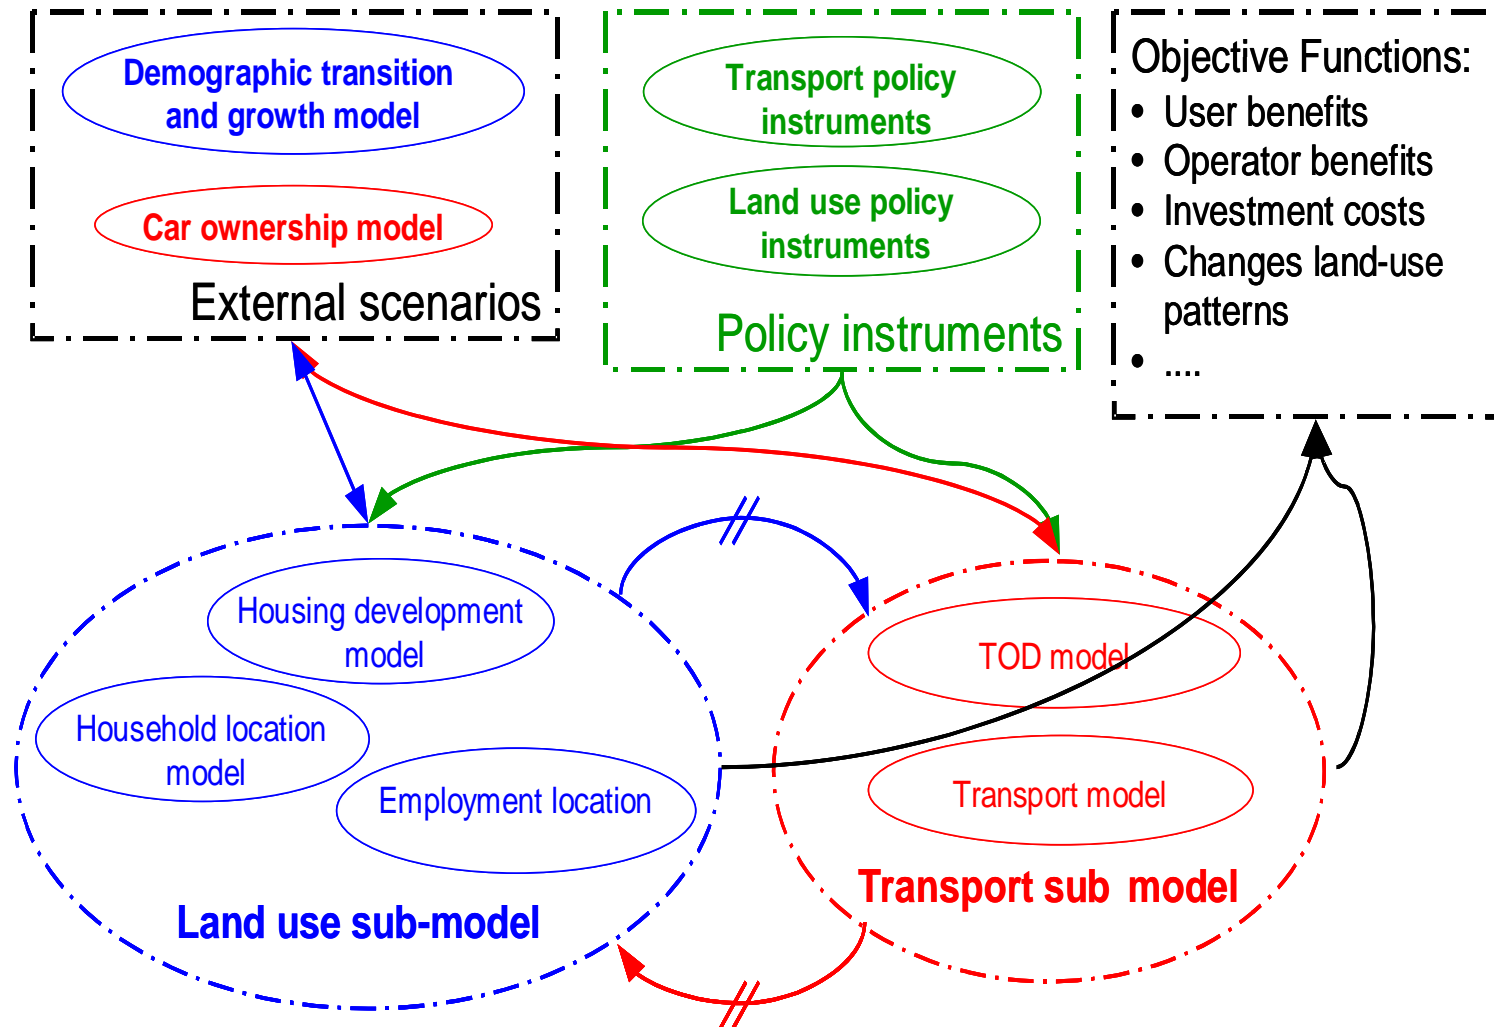 Demographic transition
and growth model
Car ownership model
External scenarios
Transport policy
instruments
Land use policy
instruments
Policy instruments
Objective Functions:
• User benefits
• Operator benefits
• Investment costs
• Changes land-use
patterns
• ....
Housing development
model
Household location
model
Employment location
Land use sub-model
TOD model
Transport model
Transport sub model